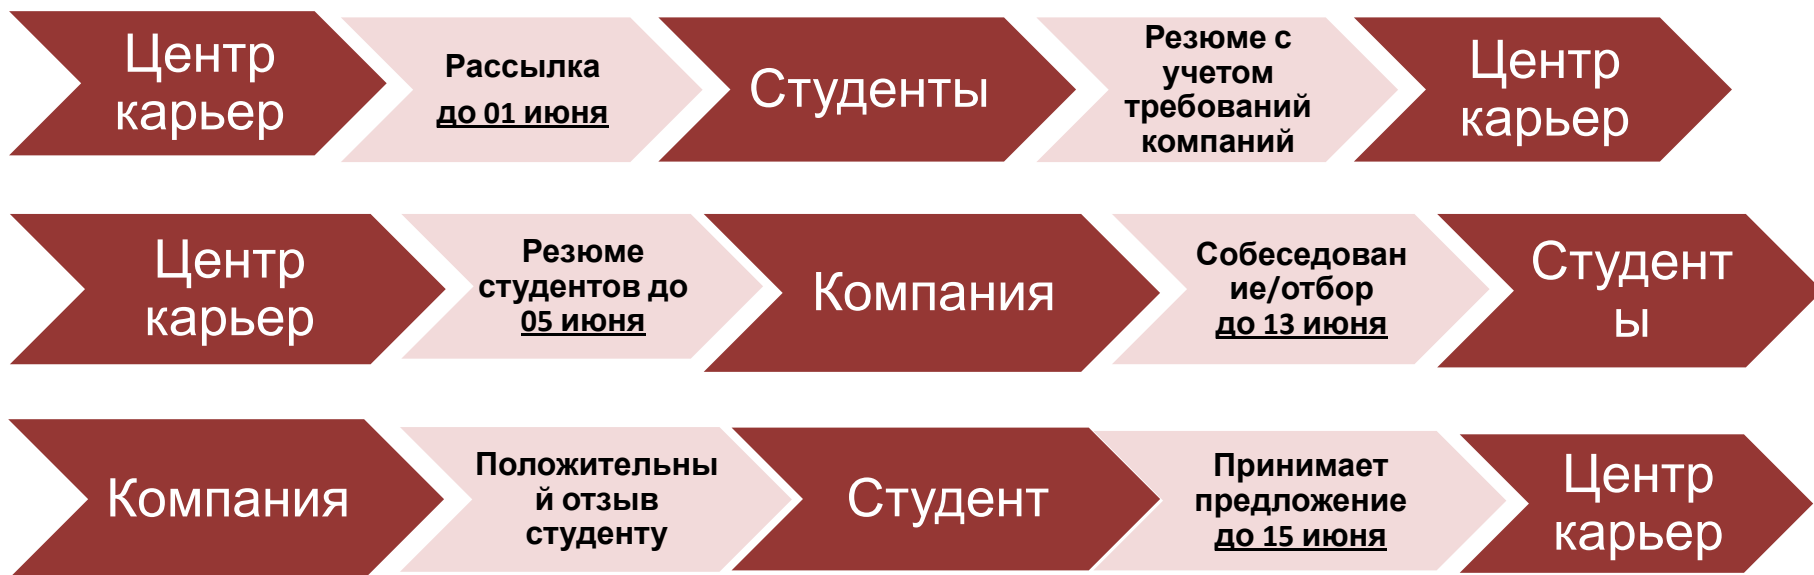 Центр
карьер
Рассылка
до 01 июня
Студенты
Резюме с
учетом
требований
компаний
Центр
карьер
Центр
карьер
Резюме
студентов до
05 июня
Компания
Собеседован
ие/отбор
до 13 июня
Студент
ы
Компания
Положительны
й отзыв
студенту
Студент
Принимает
предложение
до 15 июня
Центр
карьер